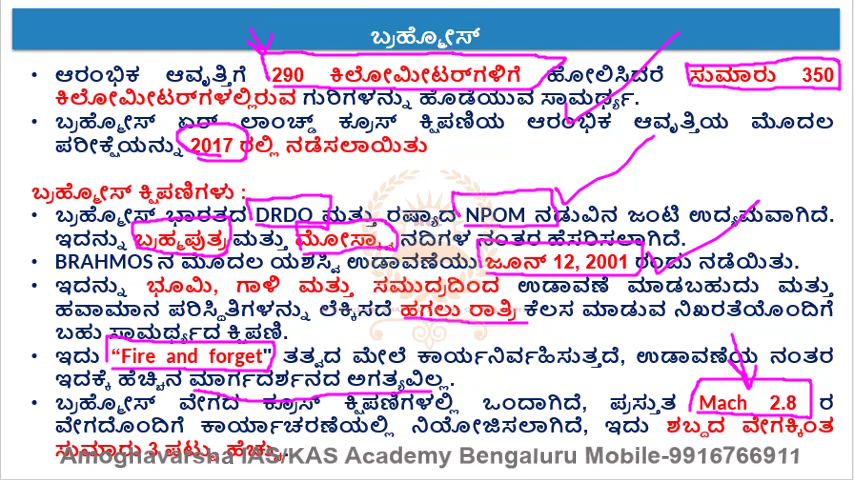 ಬ್ರಹ್ಮೋಸ್
• ಆರಂಭಿಕ ಆವೃತ್ತಿಗೆ 290 ಕಿಲೋಮೀಟರ್‌ಗಳಿಗೆ ಹೋಲಿಸಿದರೆ ಸುಮಾರು 350
ಕಿಲೋಮೀಟರ್‌ಗಳಲ್ಲಿರುವ ಗುರಿಗಳನ್ನು ಹೊಡೆಯುವ ಸಾಮರ್ಥ್ಯ.
• ಬ್ರಹ್ಮೋಸ್ ಏರ್ ಲಾಂಚ್ಡ್ ಕ್ರೂಸ್ ಕ್ಷಿಪಣಿಯ ಆರಂಭಿಕ ಆವೃತ್ತಿಯ ಮೊದಲ
ಪರೀಕ್ಷೆಯನ್ನು 2017 ರಲ್ಲಿ ನಡೆಸಲಾಯಿತು
ಬ್ರಹ್ಮೋಸ್ ಕ್ಷಿಪಣಿಗಳು :
• ಬ್ರಹ್ಮೋಸ್ ಭಾರತದ DRDO ಮತ್ತು ರಷ್ಯಾದ NPOM ನಡುವಿನ ಜಂಟಿ ಉದ್ಯಮವಾಗಿದೆ.
ಇದನ್ನು ಬ್ರಹ್ಮಪುತ್ರ ಮತ್ತು ಮೋಸ್ಕ್ವಾ ನದಿಗಳ ನಂತರ ಹೆಸರಿಸಲಾಗಿದೆ.
• BRAHMOS ನ ಮೊದಲ ಯಶಸ್ವಿ ಉಡಾವಣೆಯು ಜೂನ್ 12, 2001 ರಂದು ನಡೆಯಿತು.
• ಇದನ್ನು ಭೂಮಿ, ಗಾಳಿ ಮತ್ತು ಸಮುದ್ರದಿಂದ ಉಡಾವಣೆ ಮಾಡಬಹುದು ಮತ್ತು
ಹವಾಮಾನ ಪರಿಸ್ಥಿತಿಗಳನ್ನು ಲೆಕ್ಕಿಸದೆ ಹಗಲು ರಾತ್ರಿ ಕೆಲಸ ಮಾಡುವ ನಿಖರತೆಯೊಂದಿಗೆ
ಬಹು ಸಾಮರ್ಥ್ಯದ ಕ್ಷಿಪಣಿ.
• ಇದು “Fire and forget" ತತ್ವದ ಮೇಲೆ ಕಾರ್ಯನಿರ್ವಹಿಸುತ್ತದೆ, ಉಡಾವಣೆಯ ನಂತರ
ಇದಕ್ಕೆ ಹೆಚ್ಚಿನ ಮಾರ್ಗದರ್ಶನದ ಅಗತ್ಯವಿಲ್ಲ.
• ಬ್ರಹ್ಮೋಸ್ ವೇಗದ ಕ್ರೂಸ್ ಕ್ಷಿಪಣಿಗಳಲ್ಲಿ ಒಂದಾಗಿದೆ, ಪ್ರಸ್ತುತ Mach 2.8 ರ
ವೇಗದೊಂದಿಗೆ ಕಾರ್ಯಾಚರಣೆಯಲ್ಲಿ ನಿಯೋಜಿಸಲಾಗಿದೆ, ಇದು ಶಬ್ದದ ವೇಗಕ್ಕಿಂತ
ಸುಮಾರು 3 ಪಟ್ಟು ಹೆಚ್ಚು.
Amoghavarsha IAS/KAS Academy Bengaluru Mobile-9916766911